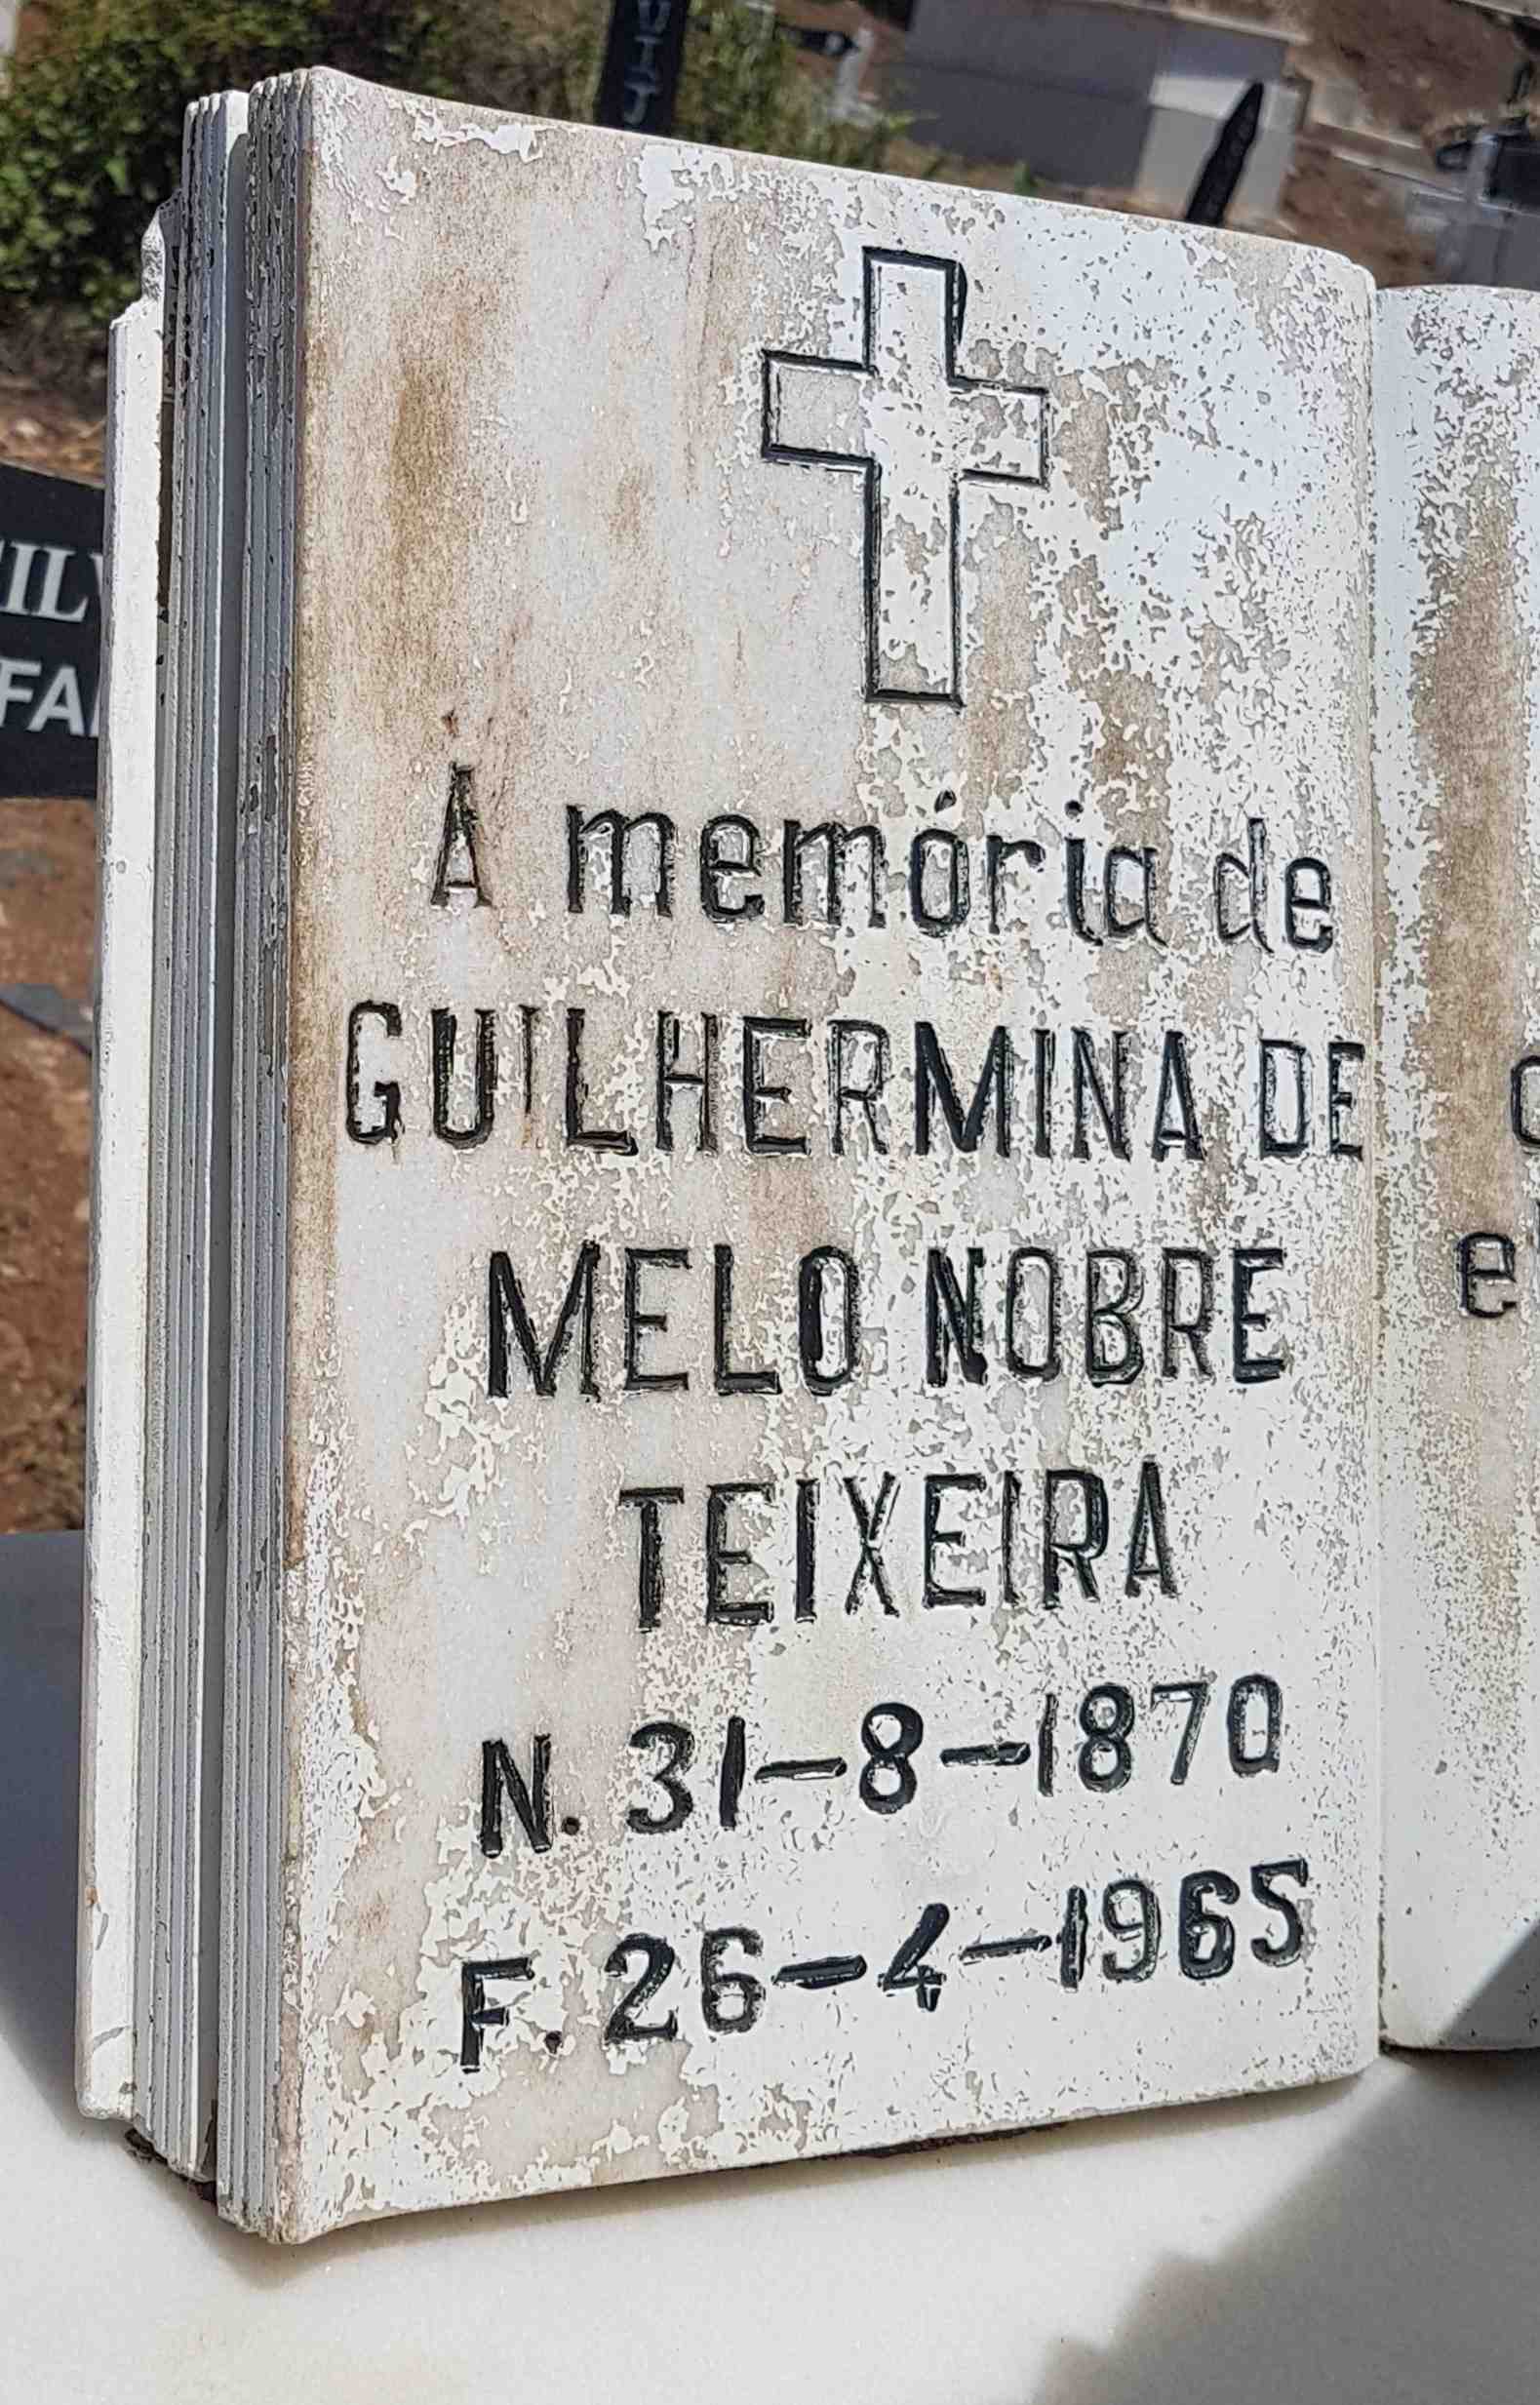 À memória de
GUILHERMINA DE
MELO NOBRE
TEIXEIRA
N. 31-8-1870
F. 26-4-1965